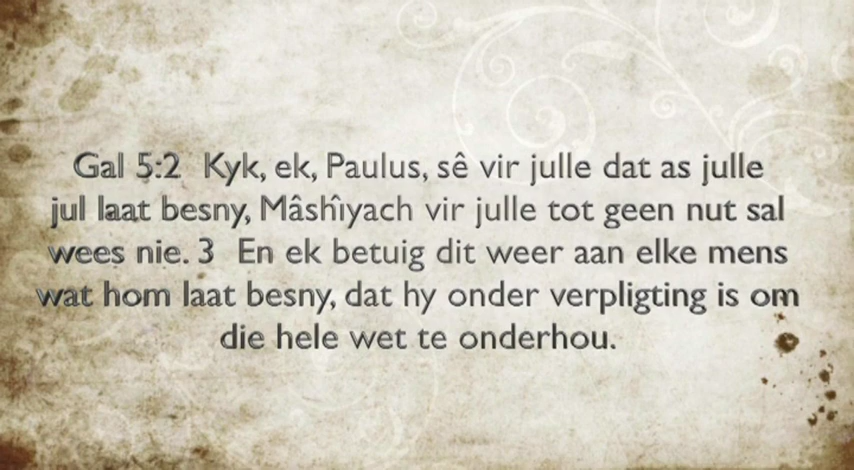 Gal 5:2  Kyk, ek, Paulus, sê vir julle dat as julle
jul laat besny, Mâshîyach vir julle tot geen nut sal
wees nie. 3  En ek betuig dit weer aan elke mens
wat hom laat besny, dat hy onder verpligting is om
die hele wet te onderhou.